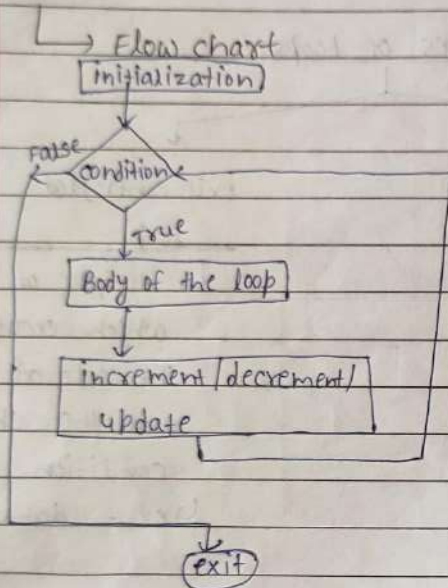 Flow chart
initialization
False
condition
True
Body of the loop
increment/decrement/
update
exit